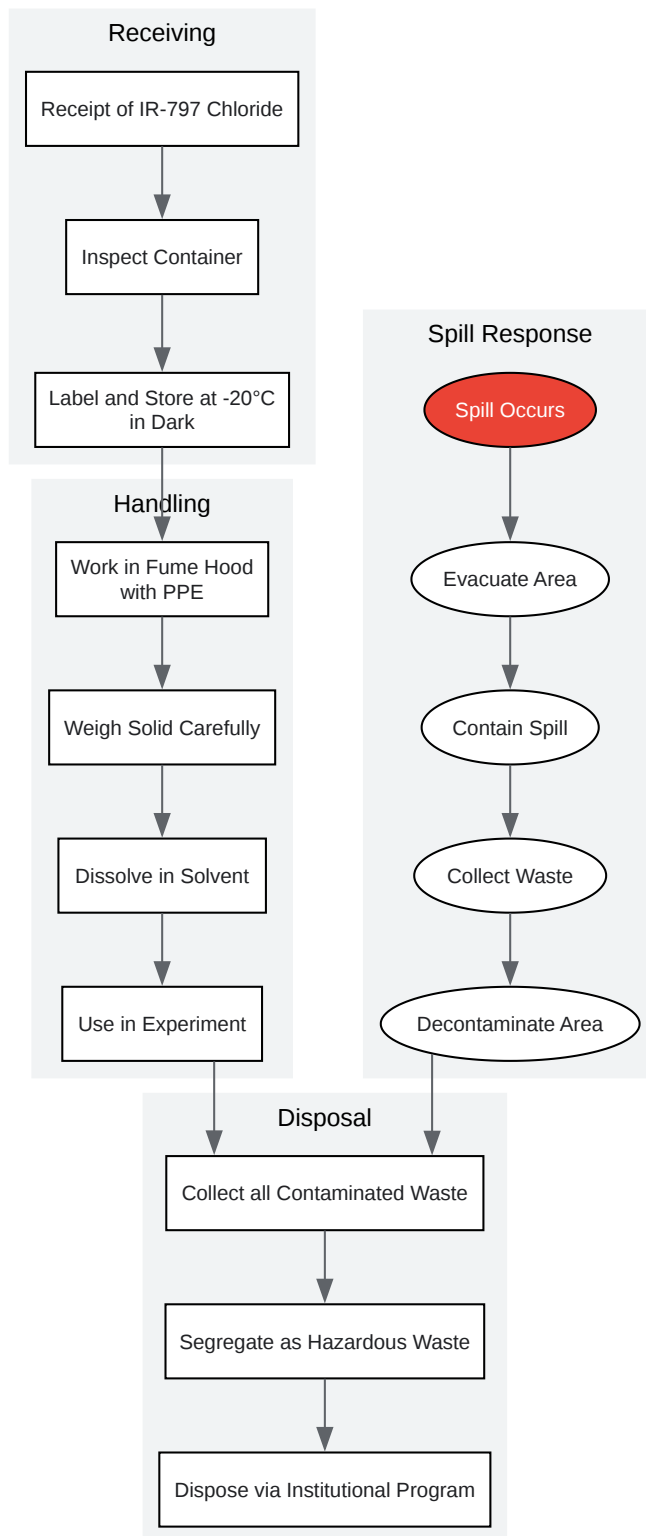 Receiving
Receipt of IR-797 Chloride
Inspect Container
Label and Store at -20°C
in Dark
Handling
Work in Fume Hood
with PPE
Weigh Solid Carefully
Dissolve in Solvent
Use in Experiment
Spill Response
Spill Occurs
Evacuate Area
Contain Spill
Collect Waste
Decontaminate Area
Disposal
Collect all Contaminated Waste
Segregate as Hazardous Waste
Dispose via Institutional Program